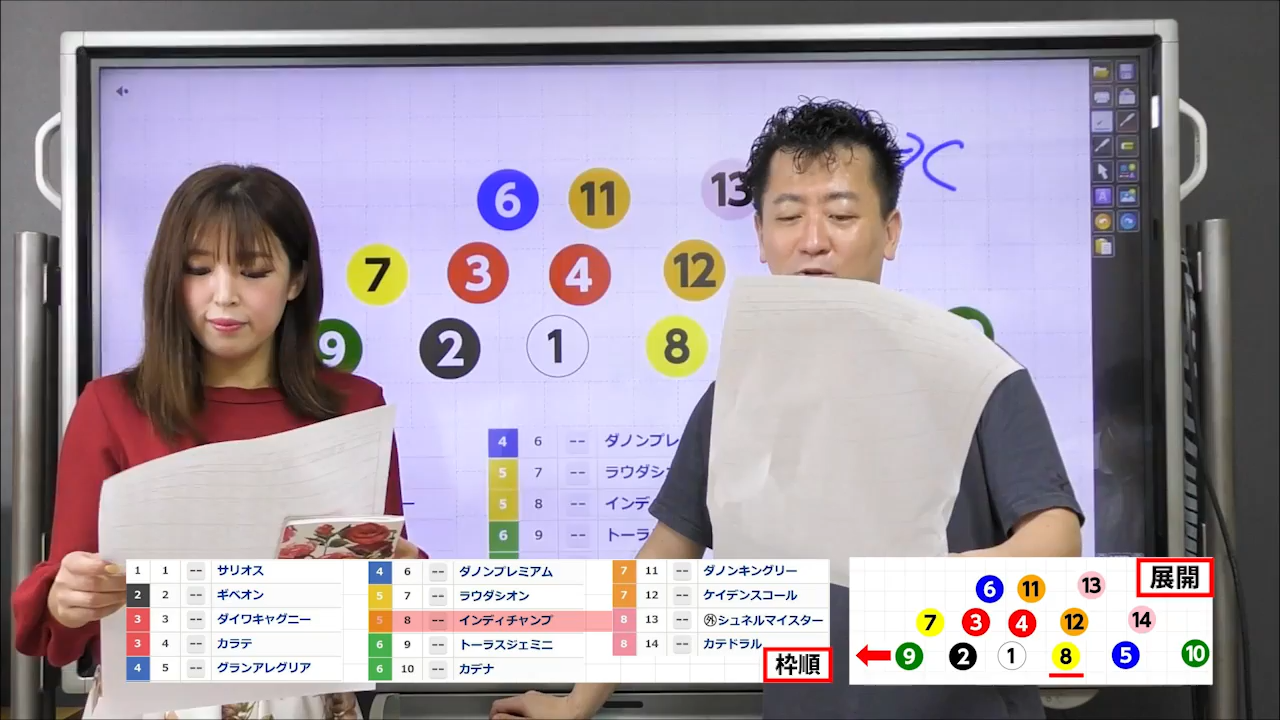 6 11 13
7 3 4 12
9 2 1 8
4 6 -- ダノンプレ
5 7 -- ラウダシ
5 8 -- インデ
6 9 -- トーラ
1 1 -- サリオス
2 2 -- ギベオン
3 3 -- ダイワキャグニー
3 4 -- カラテ
4 5 -- グランアレグリア
4 6 -- ダノンプレミアム
5 7 -- ラウダシオン
5 8 -- インディチャンプ
6 9 -- トーラスジェミニ
6 10 -- カデナ
7 11 -- ダノンキングリー
7 12 -- ケイデンスコール
8 13 -- ㊕シュネルマイスター
8 14 -- カテドラル
枠順
展開
6 11 13
7 3 4 12 14
9 2 1 8 5 10